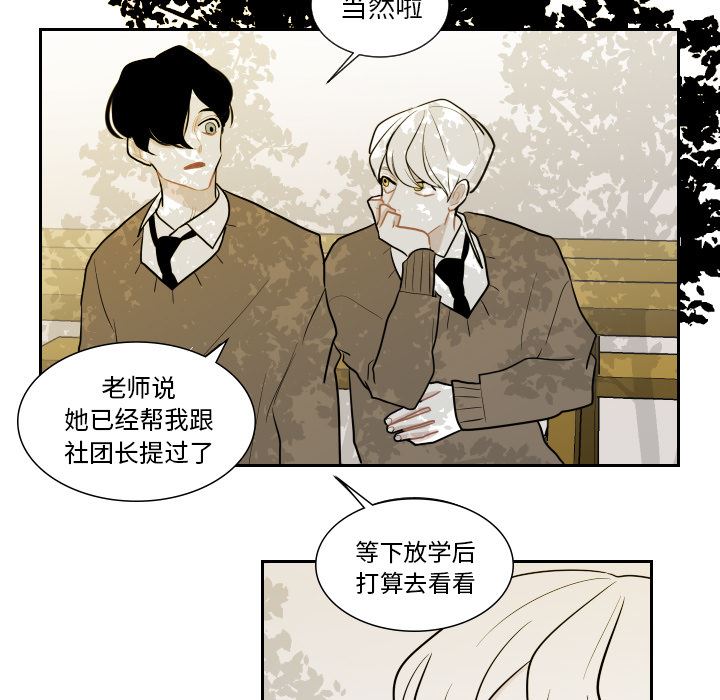 当然啦
老师说
她已经帮我跟
社团长提过了
等下放学后
打算去看看